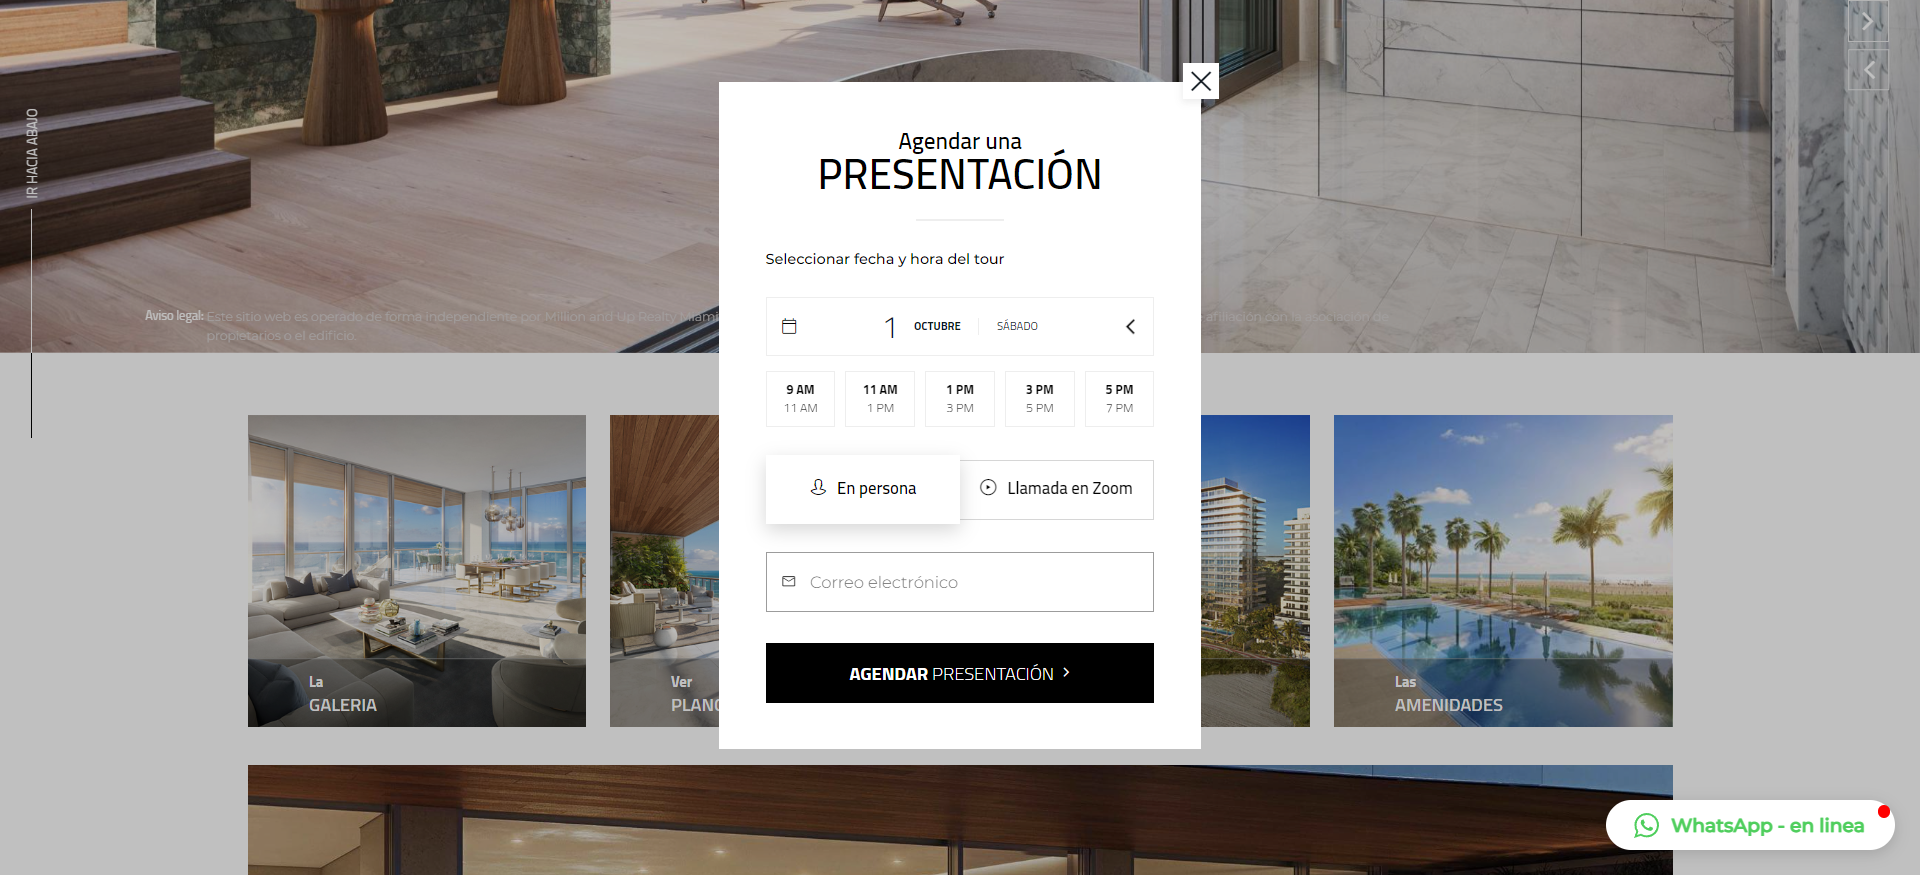 IR HACIA ABAJO
Agendar una
PRESENTACIÓN
Seleccionar fecha y hora del tour
1 OCTUBRE SÁBADO
9 AM 11 AM 1 PM 3 PM 5 PM
11 AM 1 PM 3 PM 5 PM 7 PM
En persona Llamada en Zoom
Correo electrónico
AGENDAR PRESENTACIÓN
Aviso legal: Este sitio web es operado de forma independiente por Million and Up Realty Miami
afiliación con la asociación de
propietarios o el edificio.
La
GALERIA
Ver
PLANO
Las
AMENIDADES
WhatsApp - en linea